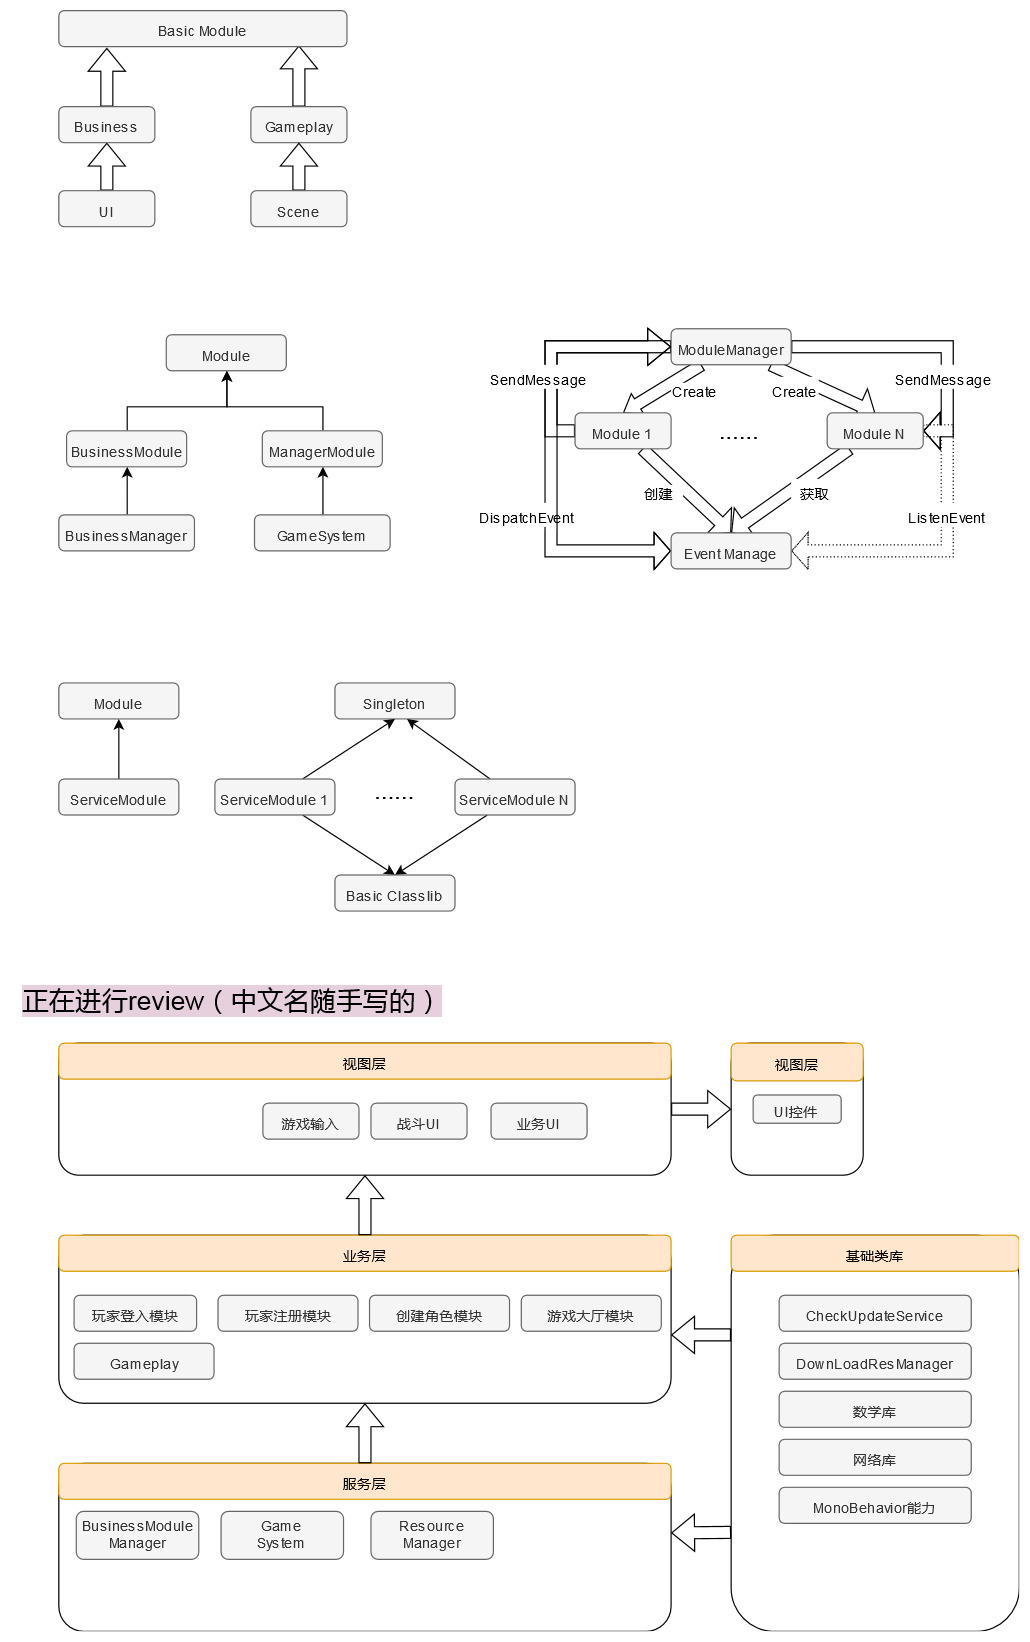 Basic Module
Business
Gameplay
UI
Scene
Module
BusinessModule
ManagerModule
BusinessManager
GameSystem
ModuleManager
SendMessage
Create
Create
SendMessage
Module 1
......
Module N
创建
获取
DispatchEvent
ListenEvent
Event Manage
Module
Singleton
ServiceModule
ServiceModule 1
......
ServiceModule N
Basic Classlib
正在进行review（中文名随手写的）
视图层
视图层
游戏输入
战斗UI
业务UI
UI控件
业务层
基础类库
玩家登入模块
玩家注册模块
创建角色模块
游戏大厅模块
Gameplay
CheckUpdateService
DownLoadResManager
数学库
网络库
MonoBehavior能力
服务层
BusinessModule
Manager
Game
System
Resource
Manager